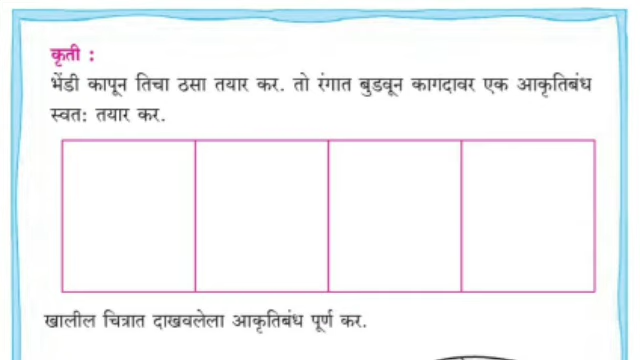 कृती :
भेंडी कापून तिचा ठसा तयार कर. तो रंगात बुडवून कागदावर एक आकृतिबंध
स्वत: तयार कर.
खालील चित्रात दाखवलेला आकृतिबंध पूर्ण कर.